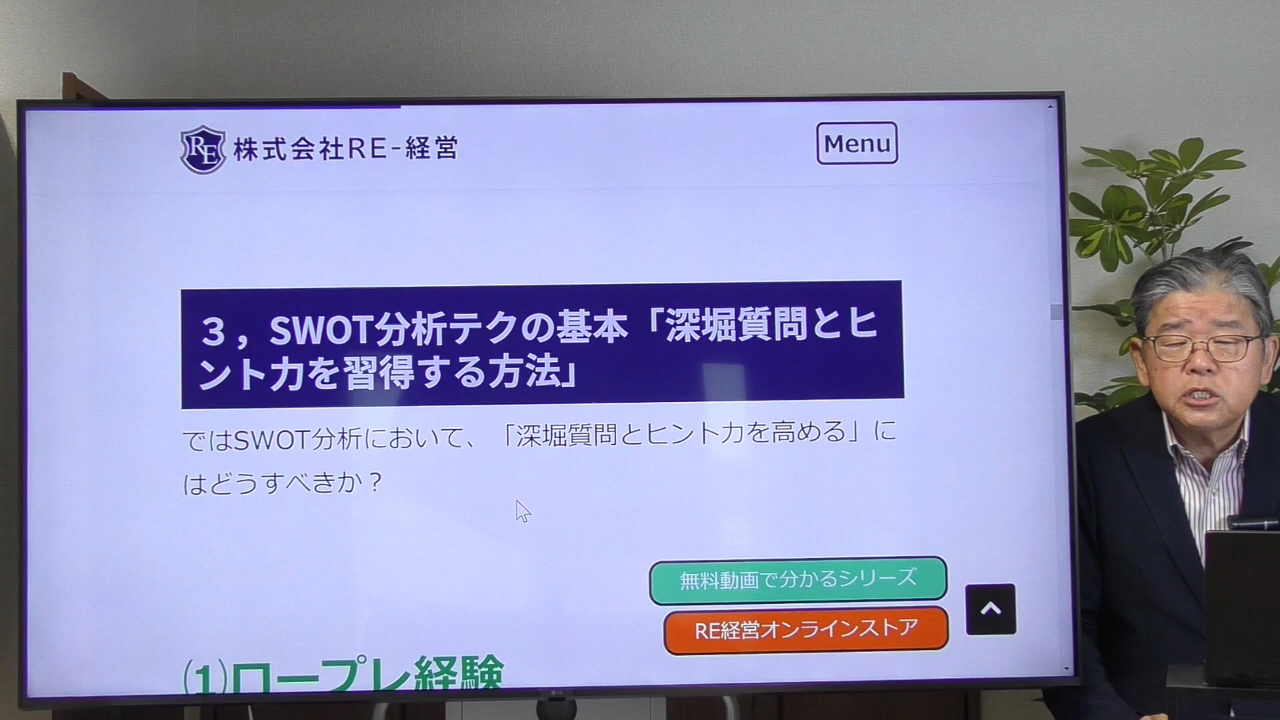 RE 株式会社RE-経営
Menu
３，SWOT分析テクの基本「深堀質問とヒ
ント力を習得する方法」
ではSWOT分析において、「深堀質問とヒント力を高める」に
はどうすべきか？
無料動画で分かるシリーズ
RE経営オンラインストア
⑴ロープレ経験
LG